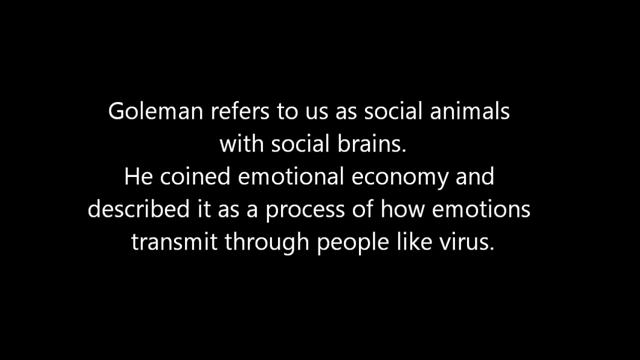 Goleman refers to us as social animals
with social brains.
He coined emotional economy and
described it as a process of how emotions
transmit through people like virus.